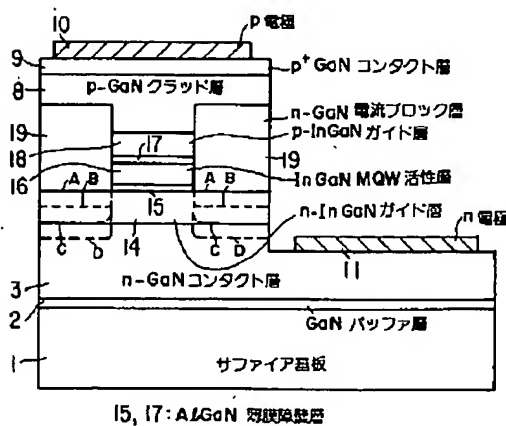 10
p 電極
9
p⁺ GaN コンタクト層
8
p-GaN クラッド層
n-GaN 電流ブロック層
19
17
p-InGaN ガイド層
18
19
A
B
A
B
16
InGaN MQW 活性層
15
n-InGaN ガイド層
n 電極
14
C
D
C
D
11
3
n-GaN コンタクト層
2
GaN バッファ層
1
サファイア基板
15, 17: AlGaN 薄膜障壁層